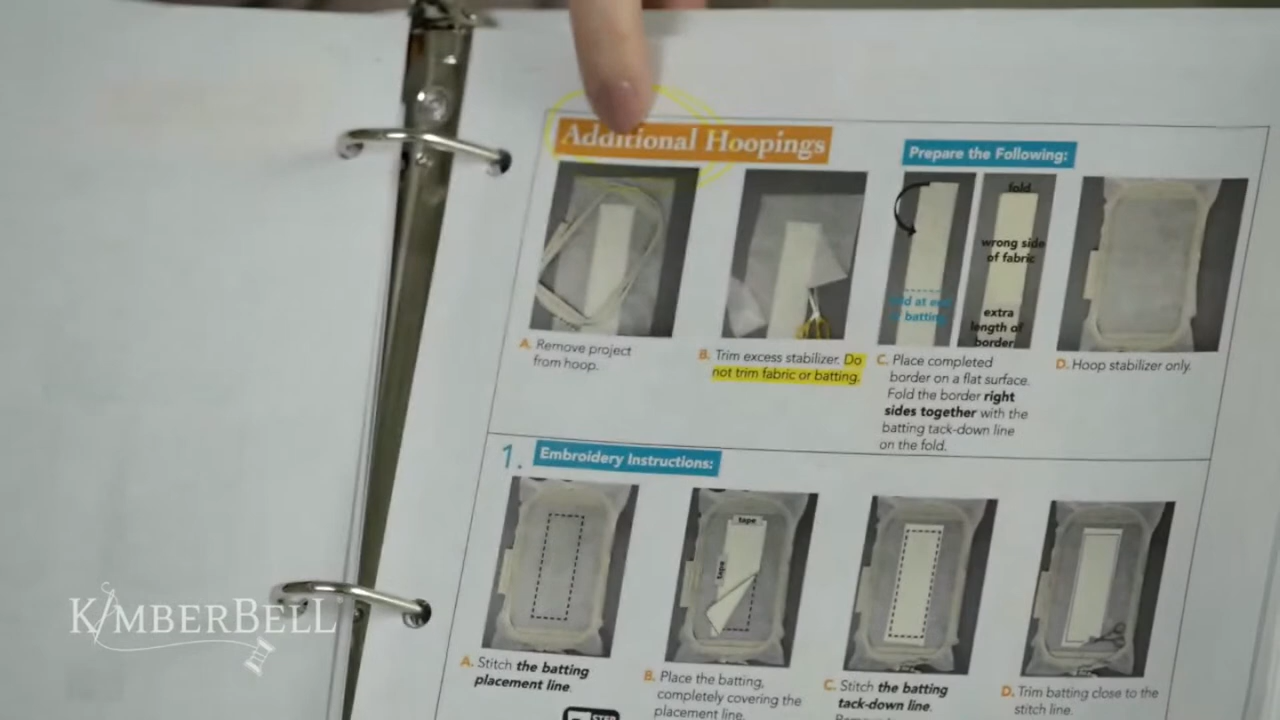 Additional Hoopings
Prepare the Following:
fold
wrong side
of fabric
extra
length of
border
A. Remove project
from hoop.
B. Trim excess stabilizer. Do
not trim fabric or batting.
C. Place completed
border on a flat surface.
Fold the border right
sides together with the
batting tack-down line
on the fold.
D. Hoop stabilizer only.
1. Embroidery Instructions:
tape
tape
A. Stitch the batting
placement line.
B. Place the batting,
completely covering the
placement line.
C. Stitch the batting
tack-down line.
D. Trim batting close to the
stitch line.
STEP
KIMBERBELL